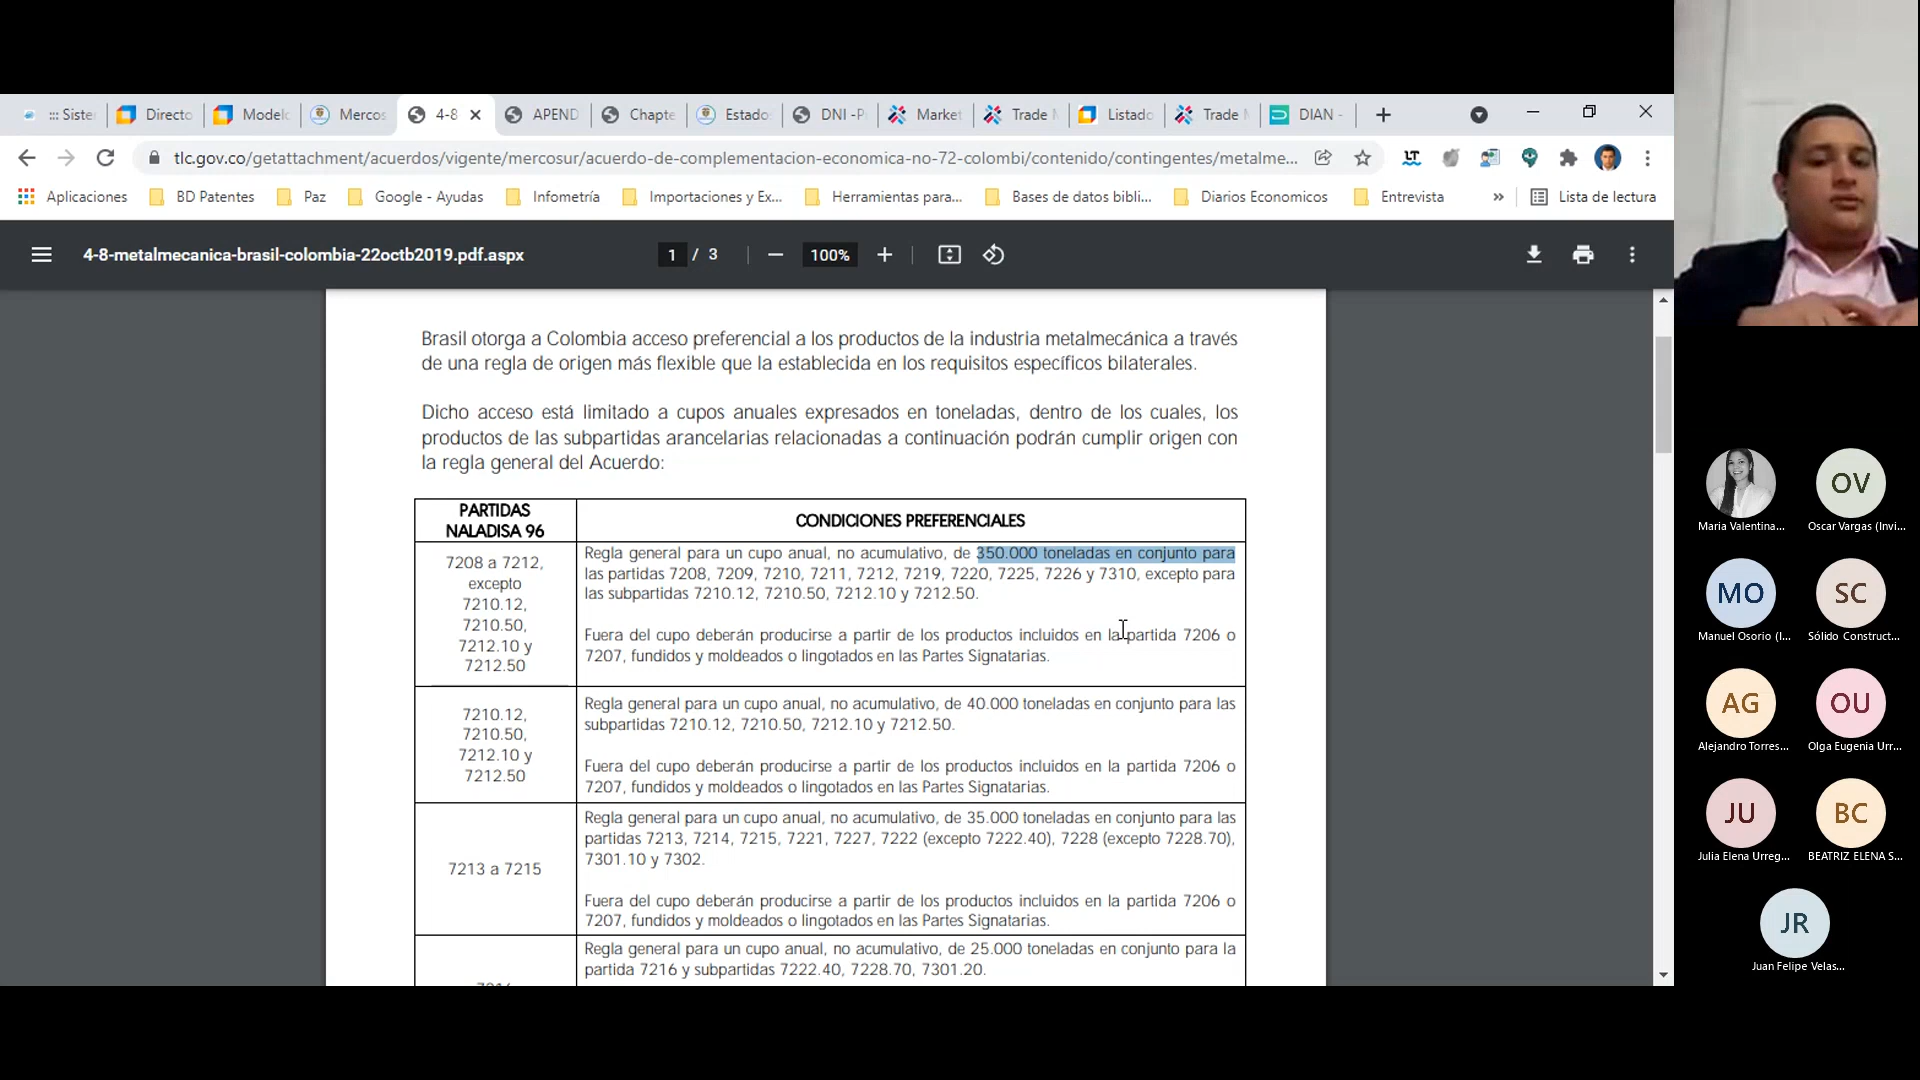 ::: Siste
Directo
Model
Mercos
4-8
APEND
Chapte
Estado
DNI -P
Market
Trade
Listado
Trade
DIAN -
tlc.gov.co/getattachment/acuerdos/vigente/mercosur/acuerdo-de-complementacion-economica-no-72-colombi/contenido/contingentes/metalme...
Aplicaciones
BD Patentes
Paz
Google - Ayudas
Infometría
Importaciones y Ex...
Herramientas para...
Bases de datos bibli...
Diarios Economicos
Entrevista
»
Lista de lectura
4-8-metalmecanica-brasil-colombia-22octb2019.pdf.aspx
1 / 3
100%
Brasil otorga a Colombia acceso preferencial a los productos de la industria metalmecánica a través
de una regla de origen más flexible que la establecida en los requisitos específicos bilaterales.
Dicho acceso está limitado a cupos anuales expresados en toneladas, dentro de los cuales, los
productos de las subpartidas arancelarias relacionadas a continuación podrán cumplir origen con
la regla general del Acuerdo:
PARTIDAS
NALADISA 96
CONDICIONES PREFERENCIALES
7208 a 7212,
excepto
7210.12,
7210.50,
7212.10 y
7212.50
Regla general para un cupo anual, no acumulativo, de 350.000 toneladas en conjunto para
las partidas 7208, 7209, 7210, 7211, 7212, 7219, 7220, 7225, 7226 y 7310, excepto para
las subpartidas 7210.12, 7210.50, 7212.10 y 7212.50.
Fuera del cupo deberán producirse a partir de los productos incluidos en la partida 7206 o
7207, fundidos y moldeados o lingotados en las Partes Signatarias.
7210.12,
7210.50,
7212.10 y
7212.50
Regla general para un cupo anual, no acumulativo, de 40.000 toneladas en conjunto para las
subpartidas 7210.12, 7210.50, 7212.10 y 7212.50.
Fuera del cupo deberán producirse a partir de los productos incluidos en la partida 7206 o
7207, fundidos y moldeados o lingotados en las Partes Signatarias.
7213 a 7215
Regla general para un cupo anual, no acumulativo, de 35.000 toneladas en conjunto para las
partidas 7213, 7214, 7215, 7221, 7227, 7222 (excepto 7222.40), 7228 (excepto 7228.70),
7301.10 y 7302.
Fuera del cupo deberán producirse a partir de los productos incluidos en la partida 7206 o
7207, fundidos y moldeados o lingotados en las Partes Signatarias.
Regla general para un cupo anual, no acumulativo, de 25.000 toneladas en conjunto para la
partida 7216 y subpartidas 7222.40, 7228.70, 7301.20.
Maria Valentina...
OV
Oscar Vargas (Invi...
MO
Manuel Osorio (I...
SC
Sólido Construct...
AG
Alejandro Torres...
OU
Olga Eugenia Urr...
JU
Julia Elena Urreg...
BC
BEATRIZ ELENA S...
JR
Juan Felipe Velas...